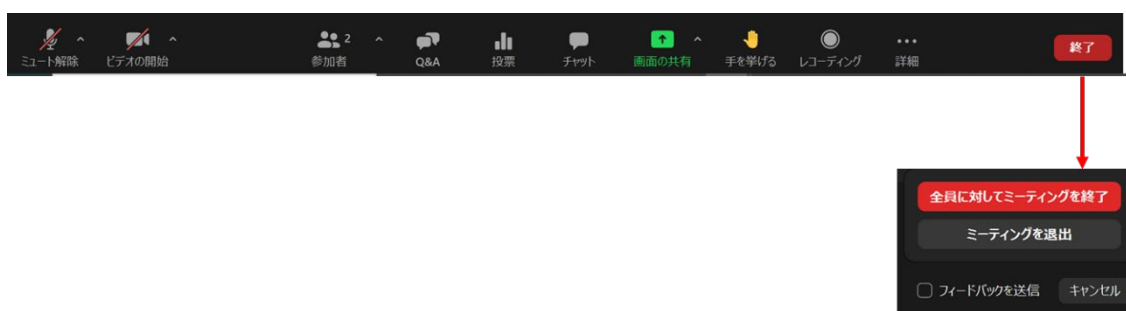 ミュート解除 ビデオの開始 参加者 2 Q&A 投票 チャット 画面の共有 手を挙げる レコーディング 詳細 終了
全員に対してミーティングを終了
ミーティングを退出
フィードバックを送信 キャンセル